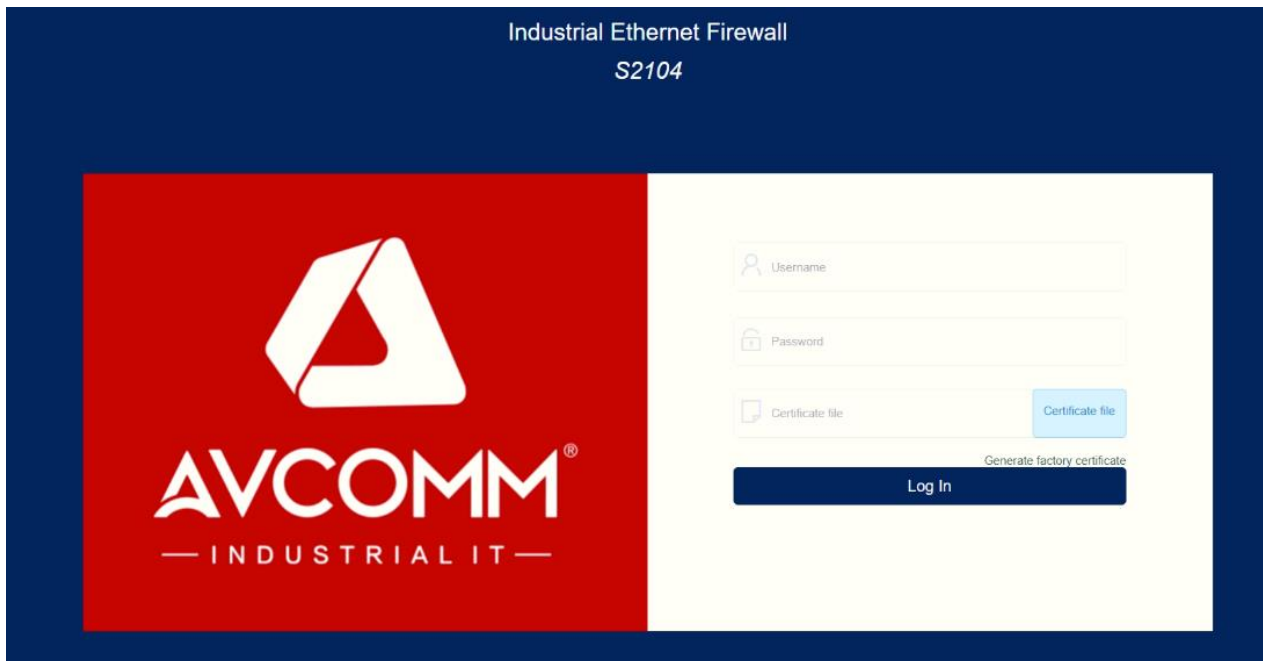 Industrial Ethernet Firewall
S2104
AVCOMM®
INDUSTRIAL IT
Username
Password
Certificate file
Certificate file
Generate factory certificate
Log In